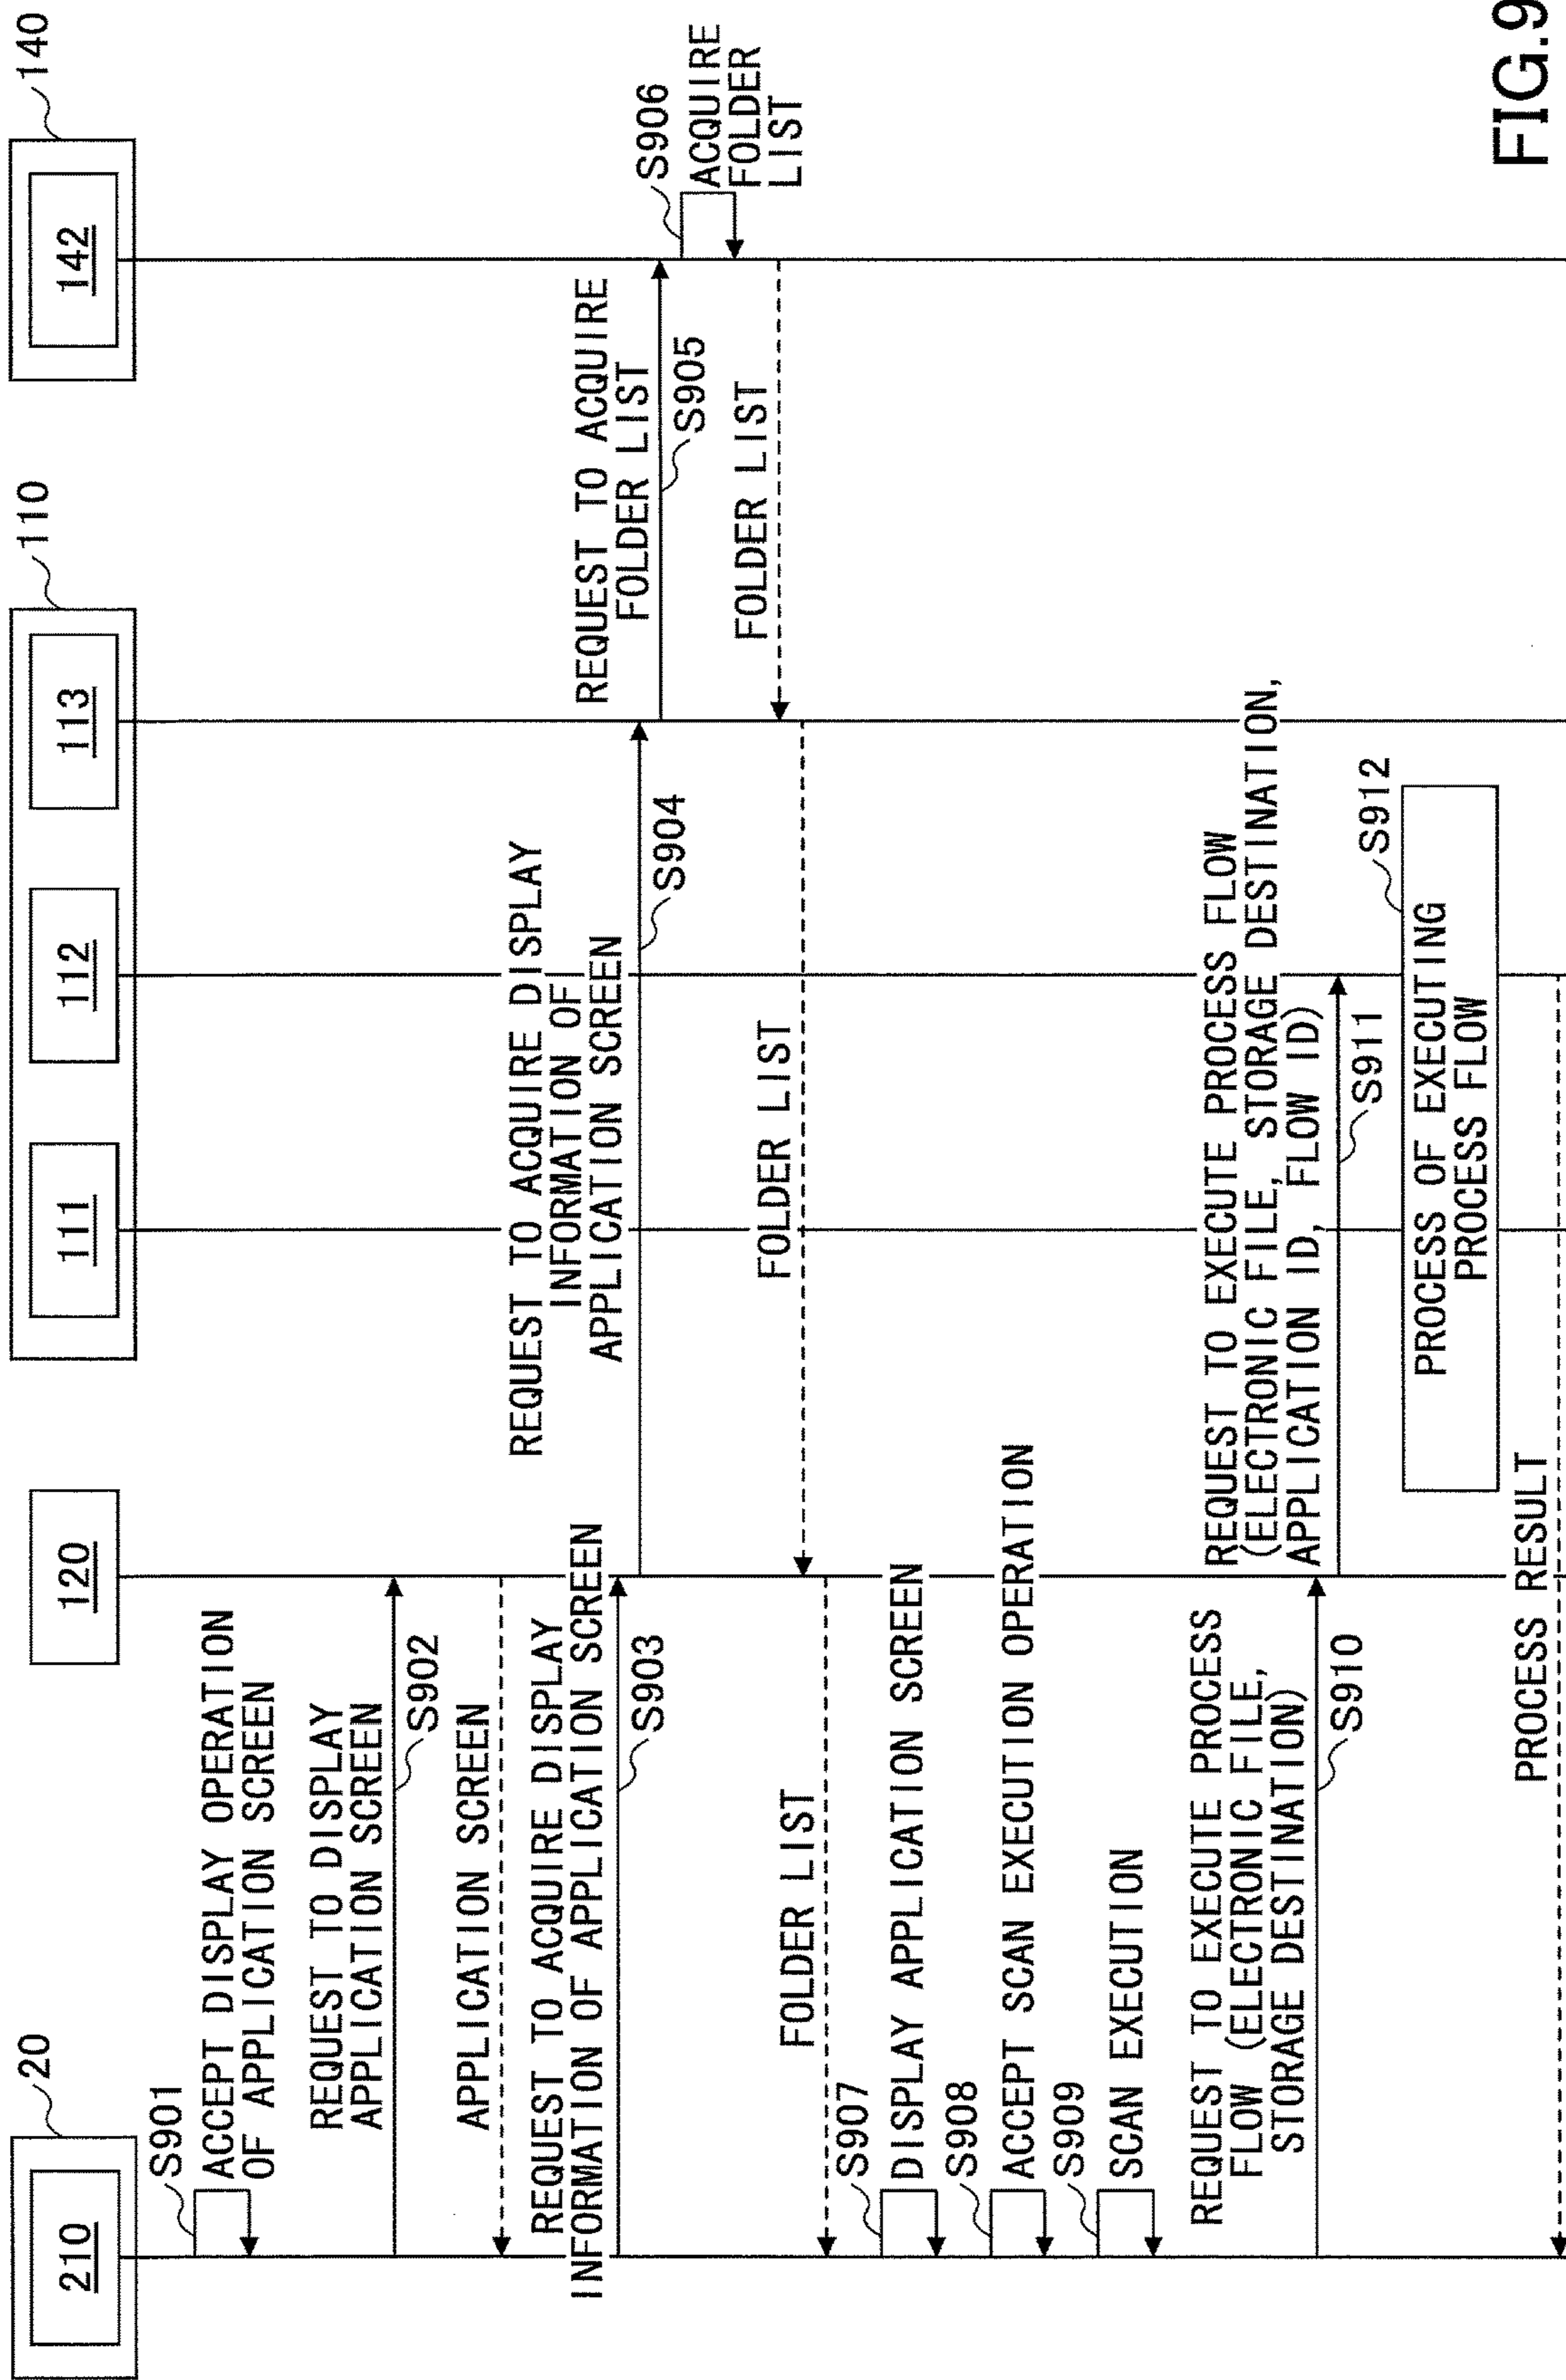 FIG.9
20
110
140
210
120
111
112
113
142
S901
ACCEPT DISPLAY OPERATION
OF APPLICATION SCREEN
REQUEST TO DISPLAY
APPLICATION SCREEN
S902
APPLICATION SCREEN
REQUEST TO ACQUIRE DISPLAY
INFORMATION OF APPLICATION SCREEN
S903
REQUEST TO ACQUIRE DISPLAY
INFORMATION OF
APPLICATION SCREEN
S904
REQUEST TO ACQUIRE
FOLDER LIST
S905
S906
ACQUIRE
FOLDER
LIST
FOLDER LIST
FOLDER LIST
FOLDER LIST
S907
DISPLAY APPLICATION SCREEN
S908
ACCEPT SCAN EXECUTION OPERATION
S909
SCAN EXECUTION
REQUEST TO EXECUTE PROCESS
FLOW (ELECTRONIC FILE,
STORAGE DESTINATION)
S910
REQUEST TO EXECUTE PROCESS FLOW
(ELECTRONIC FILE, STORAGE DESTINATION,
APPLICATION ID, FLOW ID)
S911
S912
PROCESS OF EXECUTING
PROCESS FLOW
PROCESS RESULT